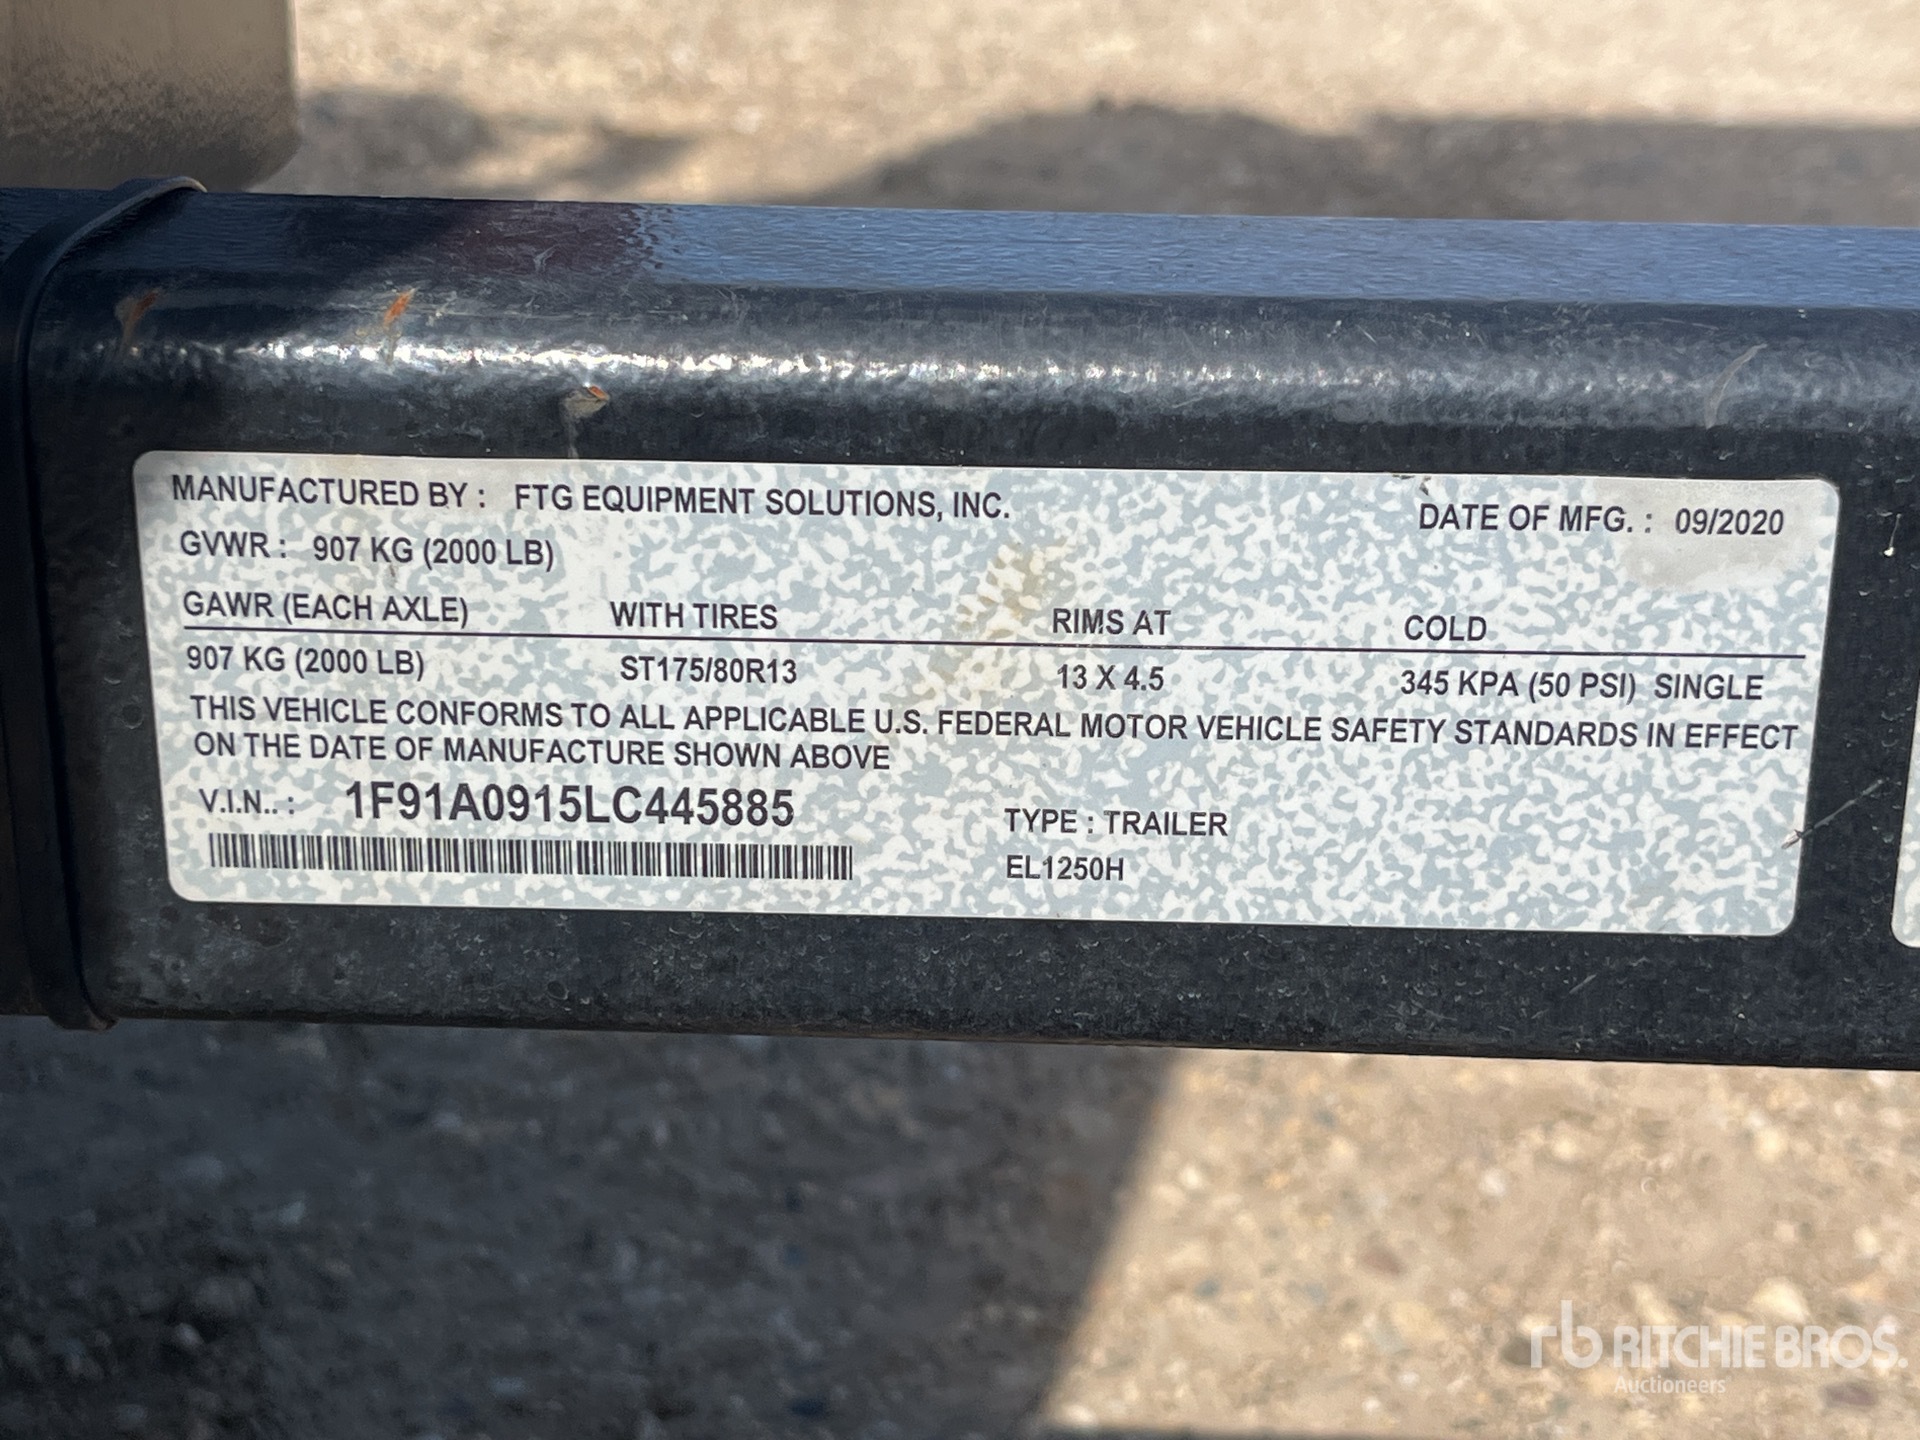 MANUFACTURED BY : FTG EQUIPMENT SOLUTIONS, INC. DATE OF MFG. : 09/2020
GVWR : 907 KG (2000 LB)
GAWR (EACH AXLE) WITH TIRES RIMS AT COLD
907 KG (2000 LB) ST175/80R13 13 X 4.5 345 KPA (50 PSI) SINGLE
THIS VEHICLE CONFORMS TO ALL APPLICABLE U.S. FEDERAL MOTOR VEHICLE SAFETY STANDARDS IN EFFECT
ON THE DATE OF MANUFACTURE SHOWN ABOVE
V.I.N.. : 1F91A0915LC445885
TYPE : TRAILER
EL1250H
rb RITCHIE BROS.
Auctioneers